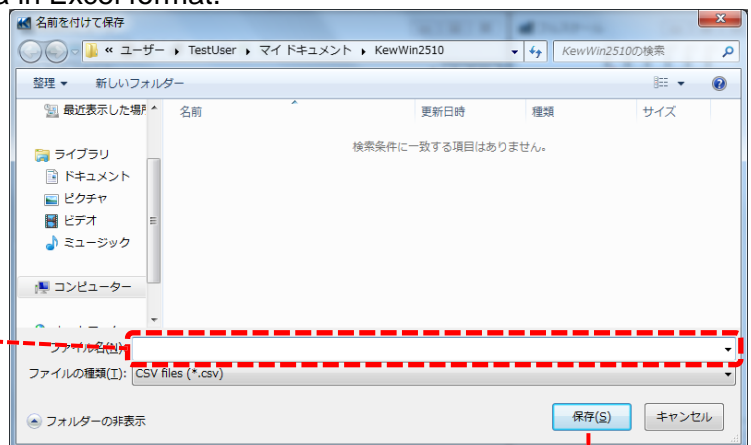 a in Excel format.
名前を付けて保存
« ユーザー ▸ TestUser ▸ マイ ドキュメント ▸ KewWin2510
KewWin2510の検索
整理 ▼ 新しいフォルダー
最近表示した場所
名前 更新日時 種類 サイズ
検索条件に一致する項目はありません。
ライブラリ
ドキュメント
ピクチャ
ビデオ
ミュージック
コンピューター
ファイル名(N):
ファイルの種類(T): CSV files (*.csv)
フォルダーの非表示
保存(S) キャンセル